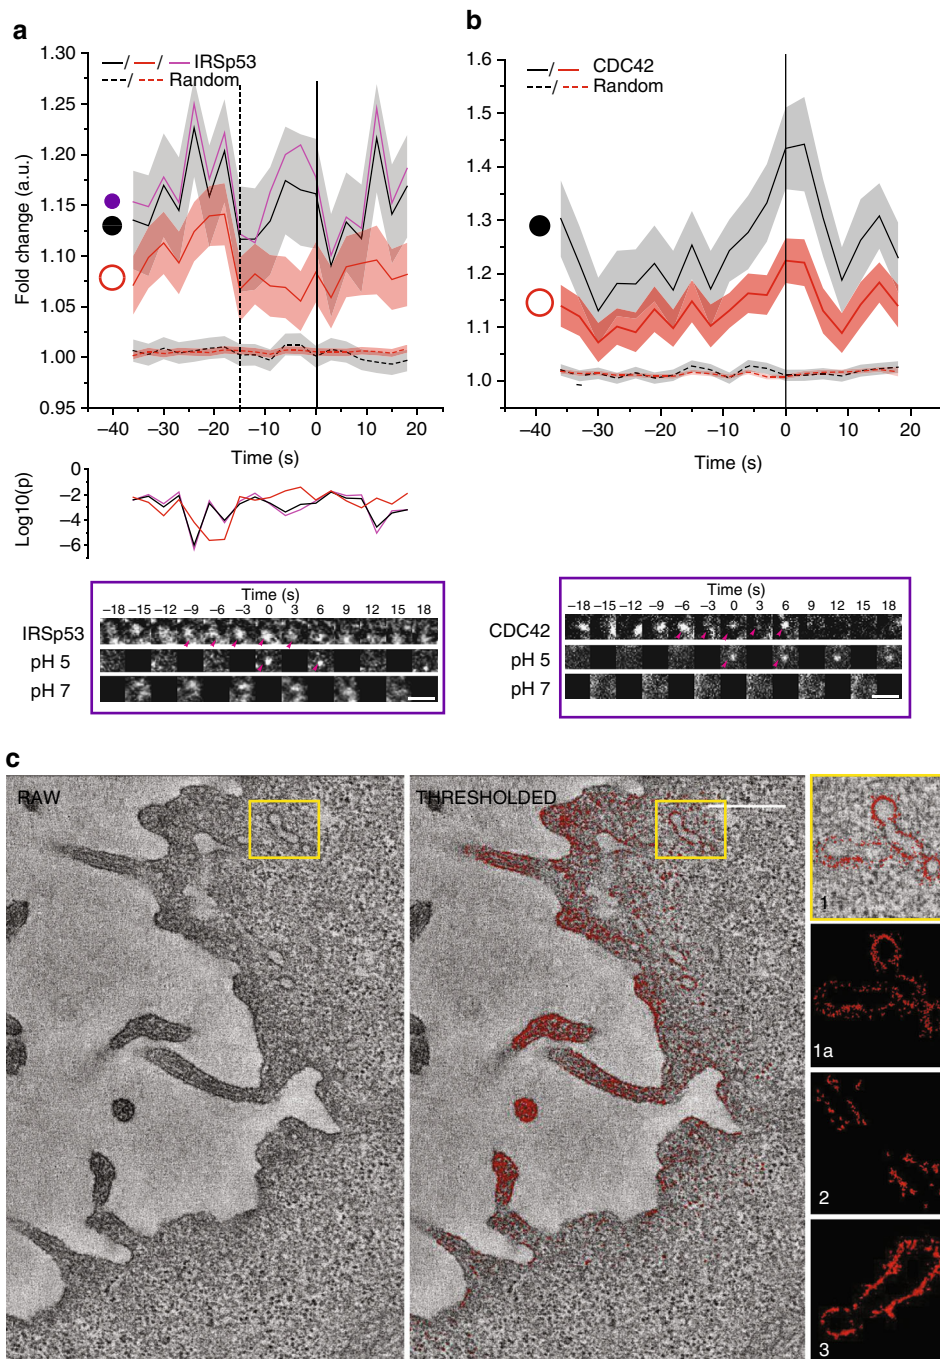 a
1.30
1.25
1.20
1.15
1.10
1.05
1.00
0.95
Fold change (a.u.)
/ / IRSp53
/ Random
−40 −30 −20 −10 0 10 20
Time (s)
0
−2
−4
−6
Log10(p)
Time (s)
−18 −15 −12 −9 −6 −3 0 3 6 9 12 15 18
IRSp53
pH 5
pH 7
b
1.6
1.5
1.4
1.3
1.2
1.1
1.0
/ CDC42
/ Random
−40 −30 −20 −10 0 10 20
Time (s)
Time (s)
−18 −15 −12 −9 −6 −3 0 3 6 9 12 15 18
CDC42
pH 5
pH 7
c
RAW
THRESHOLDED
1
1a
2
3